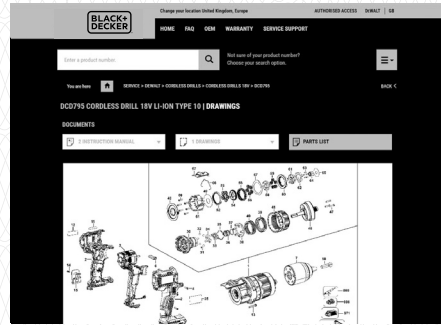 BLACK+
DECKER
Change your location United Kingdom, Europe
AUTHORISED ACCESS DEWALT | GB
HOME FAQ OEM WARRANTY SERVICE SUPPORT
Enter a product number.
Not sure of your product number?
Choose your search option.
You are here
SERVICE > DEWALT > CORDLESS DRILLS > CORDLESS DRILLS 18V > DCD795
BACK <
DCD795 CORDLESS DRILL 18V LI-ION TYPE 10 | DRAWINGS
DOCUMENTS
2 INSTRUCTION MANUAL
1 DRAWINGS
PARTS LIST